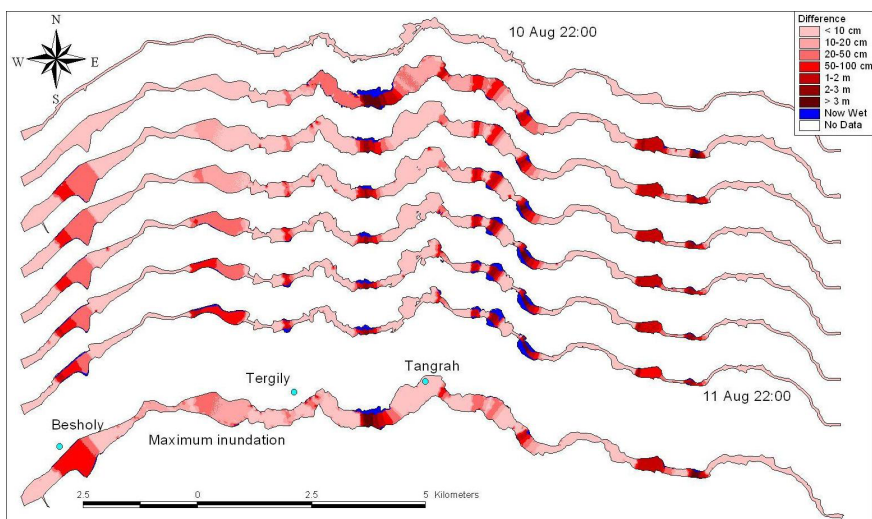 N
W E
S
10 Aug 22:00
Difference
< 10 cm
10-20 cm
20-50 cm
50-100 cm
1-2 m
2-3 m
> 3 m
Now Wet
No Data
11 Aug 22:00
Tangrah
Tergily
Besholy
Maximum inundation
2.5 0 2.5 5 Kilometers